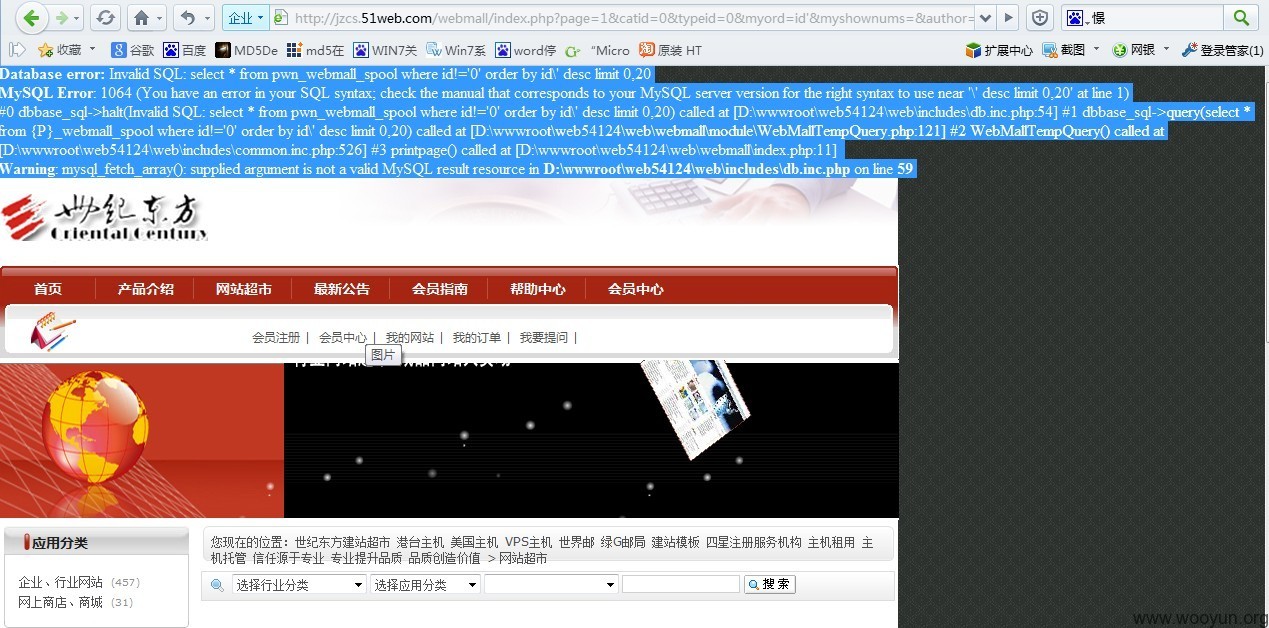 企业
http://jzcs.51web.com/webmall/index.php?page=1&catid=0&typeid=0&myord=id'&myshownums=&author=
憬
收藏 谷歌 百度 MD5De md5在 WIN7关 Win7系 word停 "Micro 原装 HT 扩展中心 截图 网银 登录管家(1)
Database error: Invalid SQL: select * from pwn_webmall_spool where id!='0' order by id\' desc limit 0,20
MySQL Error: 1064 (You have an error in your SQL syntax; check the manual that corresponds to your MySQL server version for the right syntax to use near '\' desc limit 0,20' at line 1)
#0 dbbase_sql->halt(Invalid SQL: select * from pwn_webmall_spool where id!='0' order by id\' desc limit 0,20) called at [D:\wwwroot\web54124\web\includes\db.inc.php:54] #1 dbbase_sql->query(select *
from {P}_webmall_spool where id!='0' order by id\' desc limit 0,20) called at [D:\wwwroot\web54124\web\webmall\module\WebMallTempQuery.php:121] #2 WebMallTempQuery() called at
[D:\wwwroot\web54124\web\includes\common.inc.php:526] #3 printpage() called at [D:\wwwroot\web54124\web\webmall\index.php:11]
Warning: mysql_fetch_array(): supplied argument is not a valid MySQL result resource in D:\wwwroot\web54124\web\includes\db.inc.php on line 59
世纪东方
Oriental Century
首页 产品介绍 网站超市 最新公告 会员指南 帮助中心 会员中心
会员注册 | 会员中心 | 我的网站 | 我的订单 | 我要提问 |
图片
应用分类
企业、行业网站 (457)
网上商店、商城 (31)
您现在的位置：世纪东方建站超市 港台主机 美国主机 VPS主机 世界邮 绿G邮局 建站模板 四星注册服务机构 主机租用 主
机托管 信任源于专业 专业提升品质 品质创造价值 > 网站超市
选择行业分类 选择应用分类 搜 索
www.wooyun.org